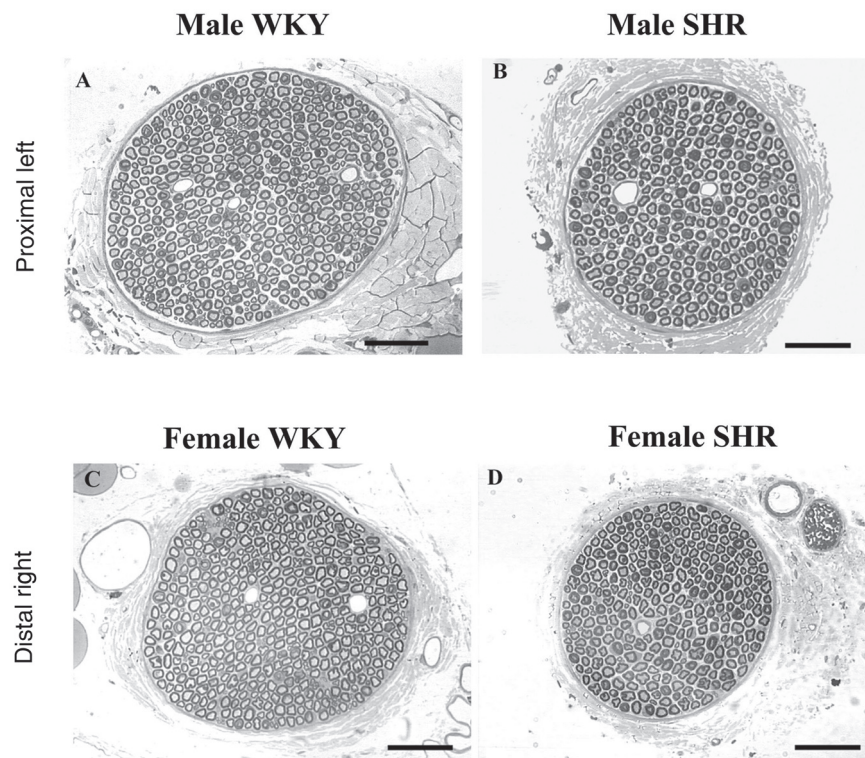 Male WKY
Male SHR
Proximal left
A
B
Female WKY
Female SHR
Distal right
C
D